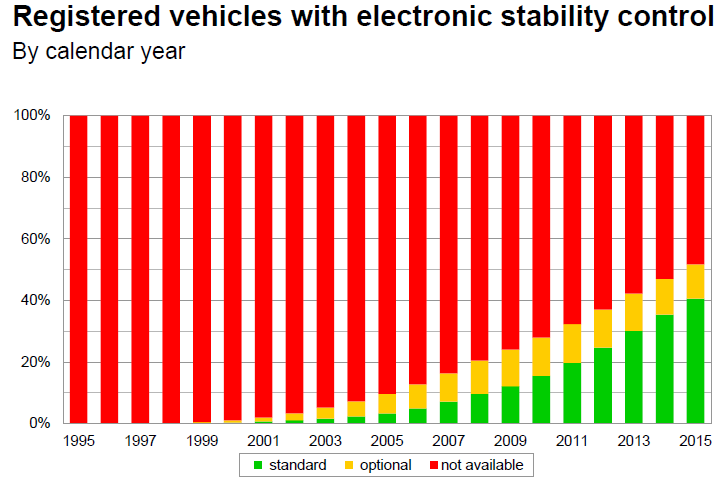 Registered vehicles with electronic stability control
By calendar year
100%
80%
60%
40%
20%
0%
1995 1997 1999 2001 2003 2005 2007 2009 2011 2013 2015
standard optional not available